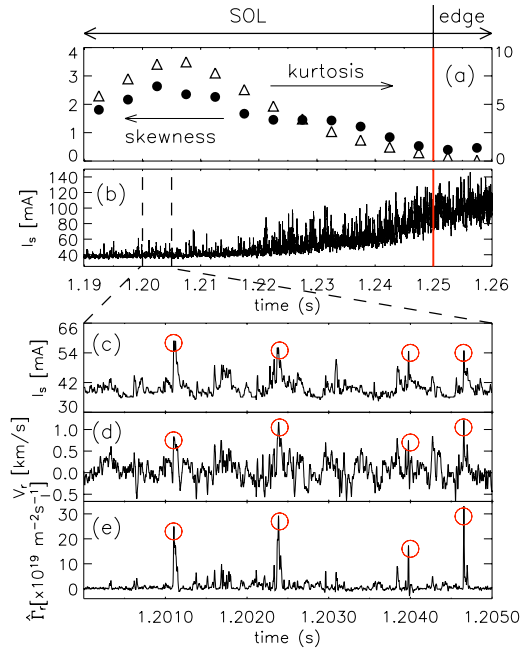 SOL edge
4 10
3
kurtosis (a)
2 5
1 skewness
0 0
140 (b)
120
100
80
60
40
I_s [mA]
1.19 1.20 1.21 1.22 1.23 1.24 1.25 1.26
time (s)
66 (c)
54
42
30
I_s [mA]
1.0 (d)
0.5
0.0
0.5
V_r [km/s]
30 (e)
20
10
0
Γ̂_r[x10¹⁹ m⁻²s⁻¹]
1.2010 1.2020 1.2030 1.2040 1.2050
time (s)